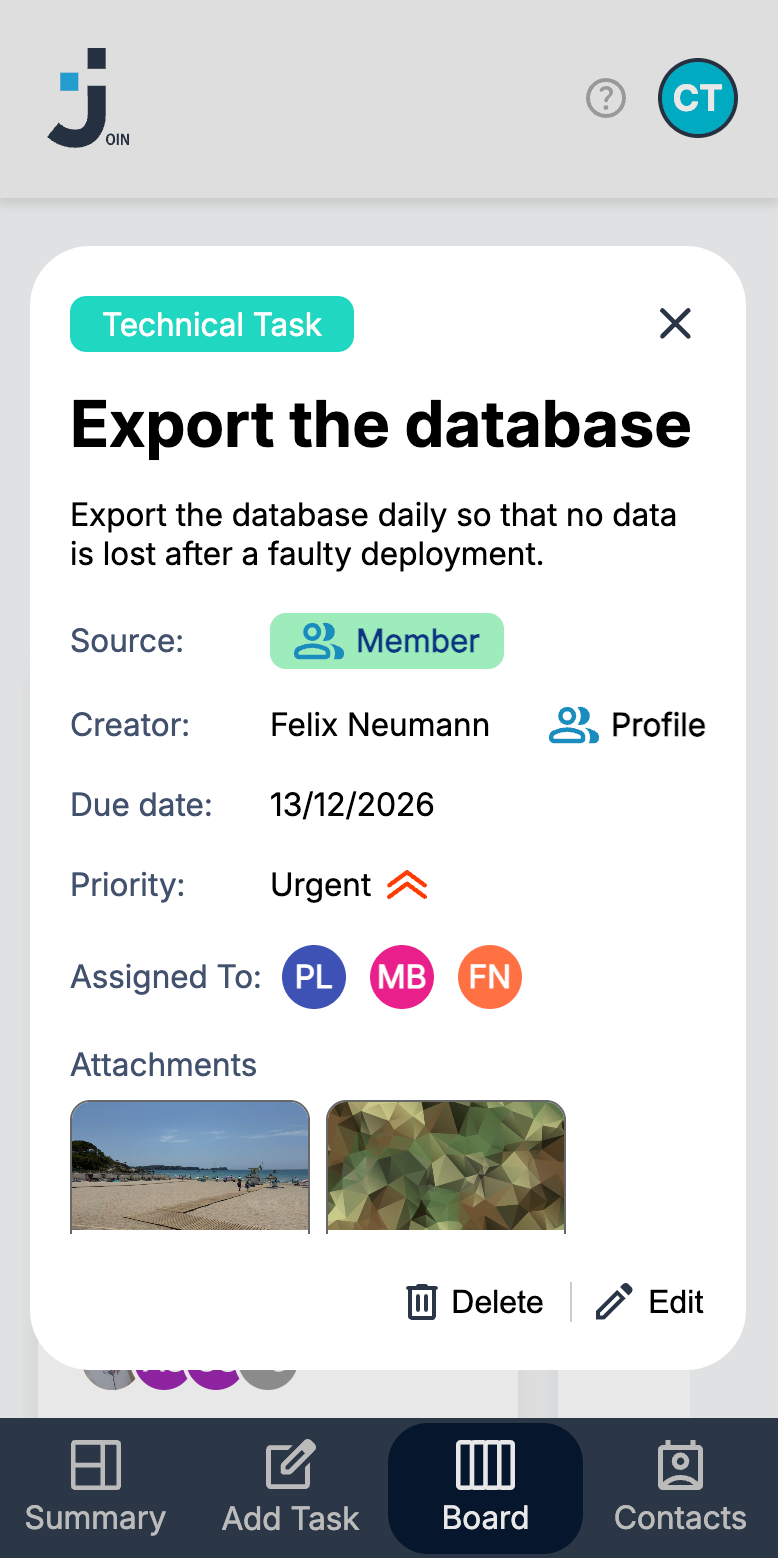 OIN
CT
Technical Task
Export the database
Export the database daily so that no data
is lost after a faulty deployment.
Source: Member
Creator: Felix Neumann Profile
Due date: 13/12/2026
Priority: Urgent
Assigned To: PL MB FN
Attachments
Delete Edit
Summary Add Task Board Contacts